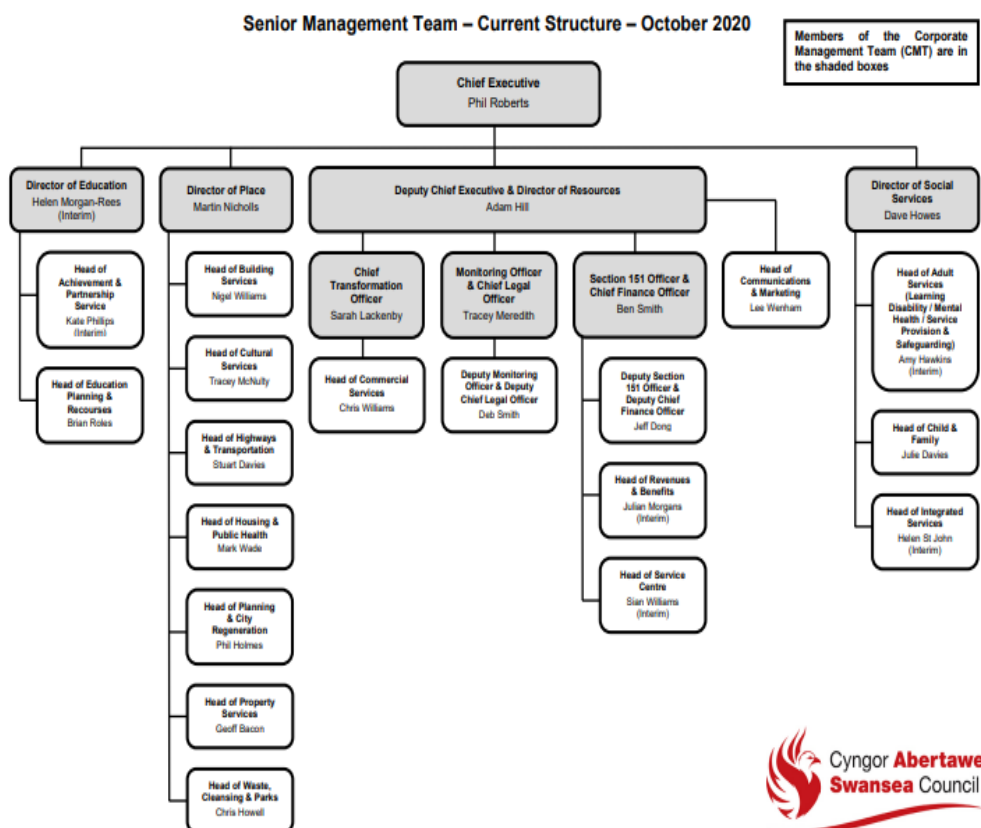 Senior Management Team – Current Structure – October 2020
Members of the Corporate
Management Team (CMT) are in
the shaded boxes
Chief Executive
Phil Roberts
Director of Education
Helen Morgan-Rees
(Interim)
Director of Place
Martin Nicholls
Deputy Chief Executive & Director of Resources
Adam Hill
Director of Social
Services
Dave Howes
Head of
Achievement &
Partnership
Service
Kate Phillips
(Interim)
Head of Education
Planning &
Recourses
Brian Roles
Head of Building
Services
Nigel Williams
Head of Cultural
Services
Tracey McNulty
Head of Highways
& Transportation
Stuart Davies
Head of Housing &
Public Health
Mark Wade
Head of Planning
& City
Regeneration
Phil Holmes
Head of Property
Services
Geoff Bacon
Head of Waste,
Cleansing & Parks
Chris Howell
Chief
Transformation
Officer
Sarah Lackenby
Head of Commercial
Services
Chris Williams
Monitoring Officer
& Chief Legal
Officer
Tracey Meredith
Deputy Monitoring
Officer & Deputy
Chief Legal Officer
Deb Smith
Section 151 Officer &
Chief Finance Officer
Ben Smith
Deputy Section
151 Officer &
Deputy Chief
Finance Officer
Jeff Dong
Head of Revenues
& Benefits
Julian Morgans
(Interim)
Head of Service
Centre
Sian Williams
(Interim)
Head of
Communications
& Marketing
Lee Wenham
Head of Adult
Services
(Learning
Disability / Mental
Health / Service
Provision &
Safeguarding)
Amy Hawkins
(Interim)
Head of Child &
Family
Julie Davies
Head of Integrated
Services
Helen St John
(Interim)
Cyngor Abertawe
Swansea Council